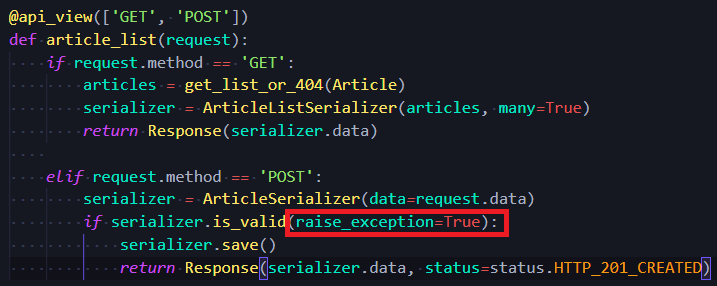 @api_view(['GET', 'POST'])
def article_list(request):
    if request.method == 'GET':
        articles = get_list_or_404(Article)
        serializer = ArticleListSerializer(articles, many=True)
        return Response(serializer.data)

    elif request.method == 'POST':
        serializer = ArticleSerializer(data=request.data)
        if serializer.is_valid(raise_exception=True):
            serializer.save()
            return Response(serializer.data, status=status.HTTP_201_CREATED)